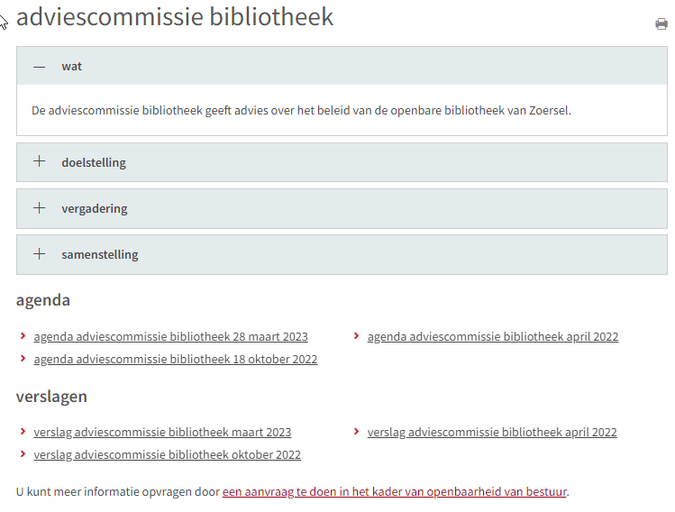 adviescommissie bibliotheek
wat
De adviescommissie bibliotheek geeft advies over het beleid van de openbare bibliotheek van Zoersel.
doelstelling
vergadering
samenstelling
agenda
agenda adviescommissie bibliotheek 28 maart 2023
agenda adviescommissie bibliotheek april 2022
agenda adviescommissie bibliotheek 18 oktober 2022
verslagen
verslag adviescommissie bibliotheek maart 2023
verslag adviescommissie bibliotheek april 2022
verslag adviescommissie bibliotheek oktober 2022
U kunt meer informatie opvragen door een aanvraag te doen in het kader van openbaarheid van bestuur.